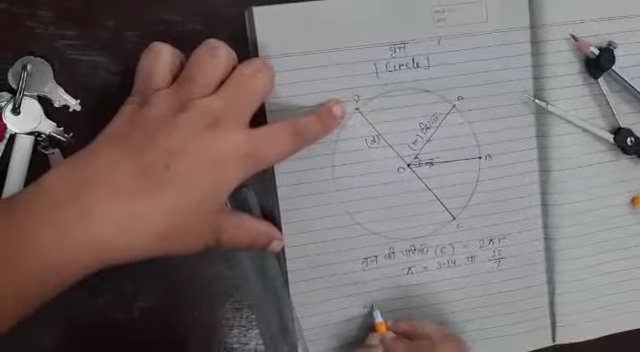 वृत्त
[Circle]
D
A
(r) त्रिज्या
(d)
O
B
C
वृत्त की परिधि (C) = 2πr
π = 3.14 या 22/7